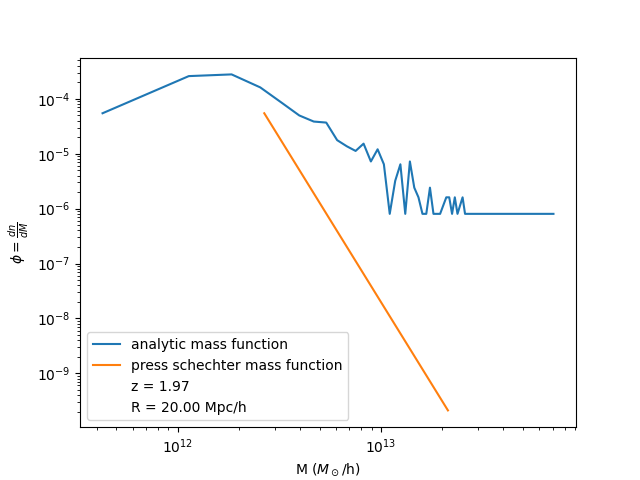 10⁻⁴
10⁻⁵
10⁻⁶
10⁻⁷
10⁻⁸
10⁻⁹
ϕ = dn/dM
analytic mass function
press schechter mass function
z = 1.97
R = 20.00 Mpc/h
10¹² 10¹³
M (M⊙/h)